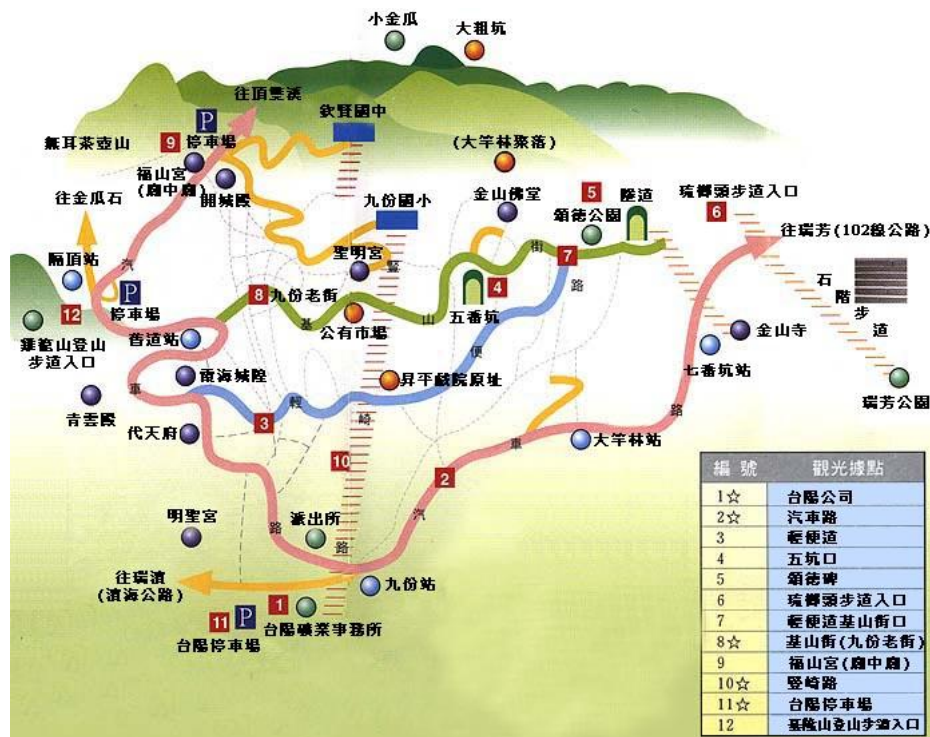 小金瓜
大粗坑
往頂雙溪
欽賢國中
P
9
停車場
無耳茶壺山
福山宮
(廟中廟)
開城殿
(大竿林聚落)
往金瓜石
九份國小
金山佛堂
5
頌德公園
隧道
琉榔頭步道入口
6
往瑞芳(102線公路)
汽
隔頂站
聖明宮
豎
街
7
路
石
階
步
道
P
停車場
8
九份老街
4
五番坑
12
雞籠山登山
步道入口
舊道站
基
公有市場
山
金山寺
七番坑站
霞海城隍
便
車
昇平戲院原址
瑞芳公園
青雲殿
輕
3
崎
代天府
車
路
大竿林站
10
2
明聖宮
派出所
路
汽
路
往瑞濱
(濱海公路)
九份站
11
P
1
台陽停車場
台陽礦業事務所
編 號 觀光據點
1☆ 台陽公司
2☆ 汽車路
3 輕便道
4 五坑口
5 頌德碑
6 琉榔頭步道入口
7 輕便道基山街口
8☆ 基山街(九份老街)
9 福山宮(廟中廟)
10☆ 豎崎路
11☆ 台陽停車場
12 基隆山登山步道入口